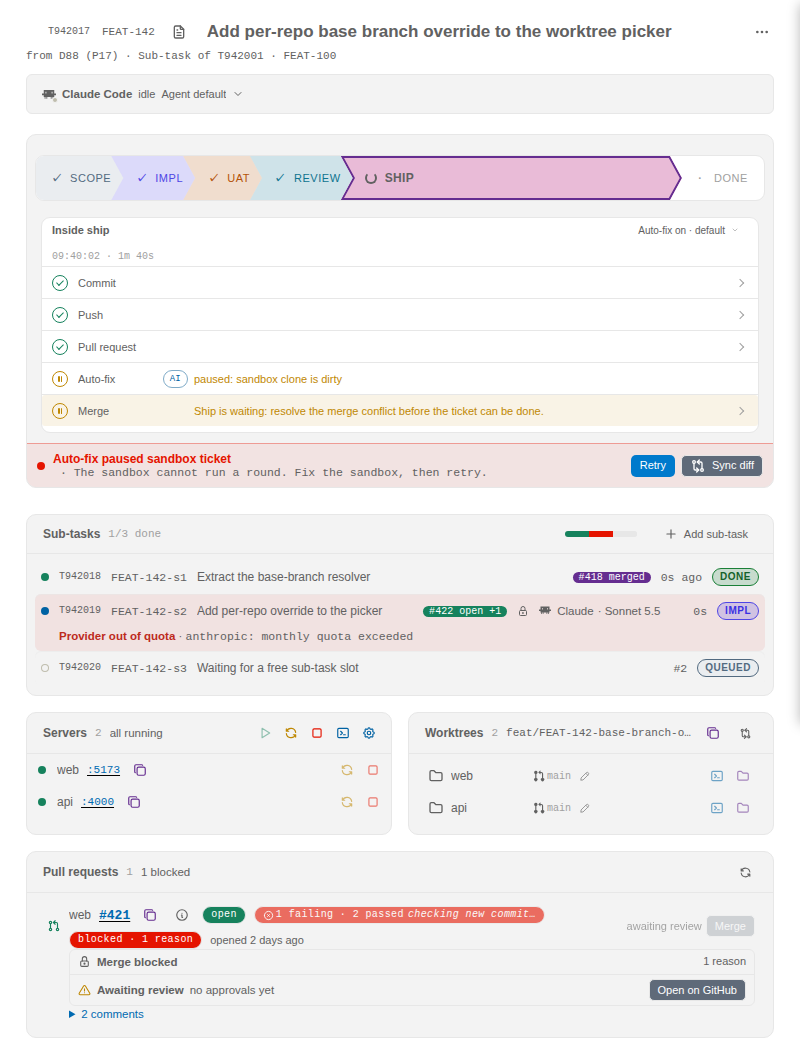 T942017 FEAT-142 Add per-repo base branch override to the worktree picker
from D88 (P17) · Sub-task of T942001 · FEAT-100
Claude Code idle Agent default
SCOPE IMPL UAT REVIEW SHIP DONE
Inside ship Auto-fix on · default
09:40:02 · 1m 40s
Commit
Push
Pull request
Auto-fix AI paused: sandbox clone is dirty
Merge Ship is waiting: resolve the merge conflict before the ticket can be done.
Auto-fix paused sandbox ticket
· The sandbox cannot run a round. Fix the sandbox, then retry.
Retry Sync diff
Sub-tasks 1/3 done Add sub-task
T942018 FEAT-142-s1 Extract the base-branch resolver #418 merged 0s ago DONE
T942019 FEAT-142-s2 Add per-repo override to the picker #422 open +1 Claude · Sonnet 5.5 0s IMPL
Provider out of quota · anthropic: monthly quota exceeded
T942020 FEAT-142-s3 Waiting for a free sub-task slot #2 QUEUED
Servers 2 all running
web :5173
api :4000
Worktrees 2 feat/FEAT-142-base-branch-o…
web main
api main
Pull requests 1 1 blocked
web #421 open 1 failing · 2 passed checking new commit…
blocked · 1 reason opened 2 days ago
awaiting review Merge
Merge blocked 1 reason
Awaiting review no approvals yet Open on GitHub
2 comments